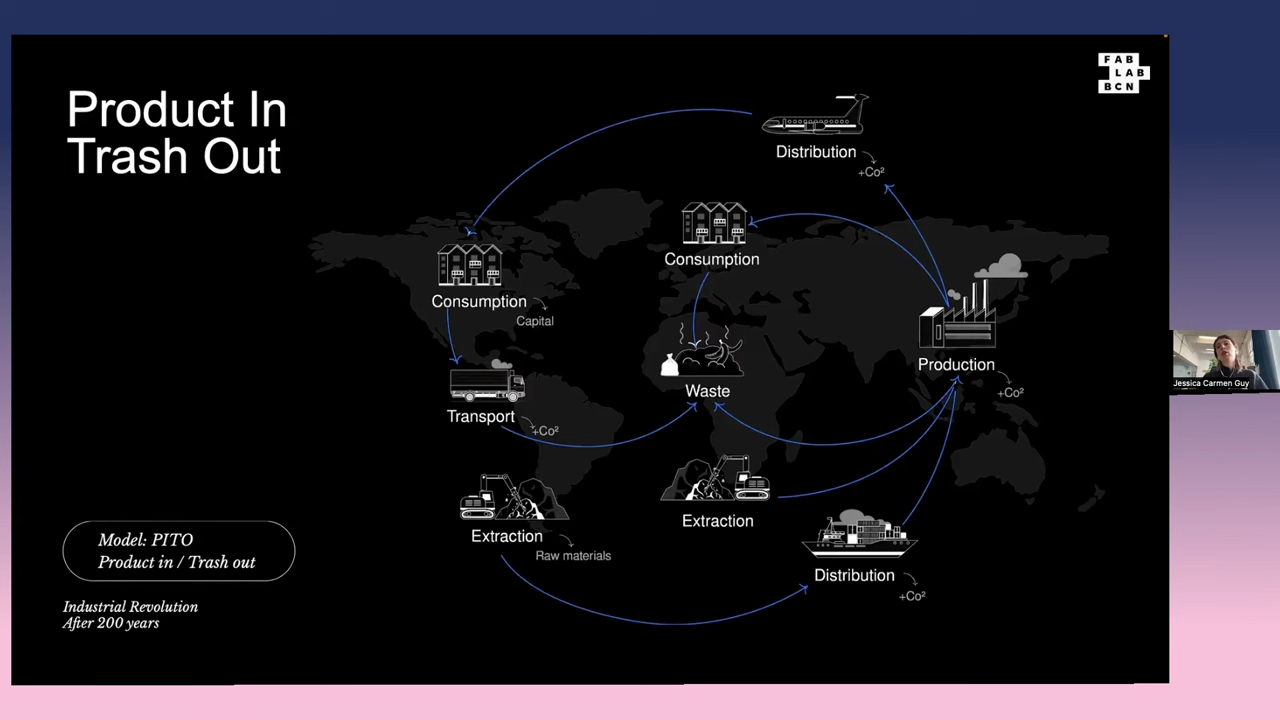 Product In
Trash Out
FAB
LAB
BCN
Distribution
+Co²
Consumption
Consumption
Capital
Production
+Co²
Waste
Transport
+Co²
Extraction
Raw materials
Extraction
Distribution
+Co²
Model: PITO
Product in / Trash out
Industrial Revolution
After 200 years
Jessica Carmen Guy